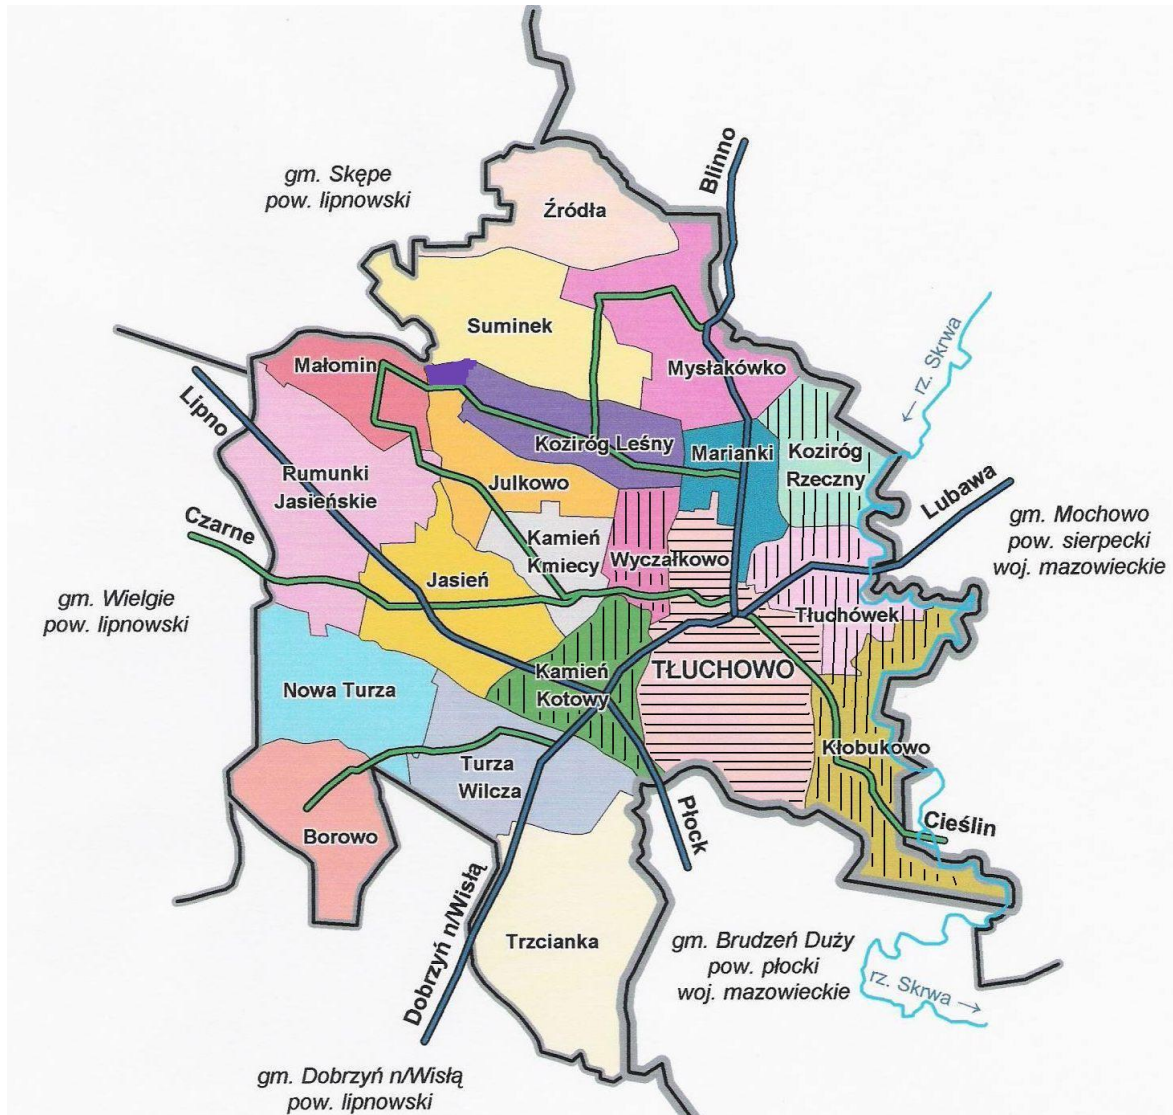 Blinno
gm. Skępe
pow. lipnowski
Źródła
Suminek
← rz. Skrwa
Małomin
Mysłakówko
Lipno
Koziróg Leśny
Marianki
Koziróg
Rzeczny
Rumunki
Jasieńskie
Julkowo
Lubawa
Czarne
Kamień
Kmiecy
Wyczałkowo
gm. Mochowo
pow. sierpecki
woj. mazowieckie
Jasień
gm. Wielgie
pow. lipnowski
Tłuchówek
Kamień
Kotowy
TŁUCHOWO
Nowa Turza
Kłobukowo
Turza
Wilcza
Płock
Cieślin
Borowo
Dobrzyń n/Wisłą
Trzcianka
gm. Brudzeń Duży
pow. płocki
woj. mazowieckie
rz. Skrwa →
gm. Dobrzyń n/Wisłą
pow. lipnowski